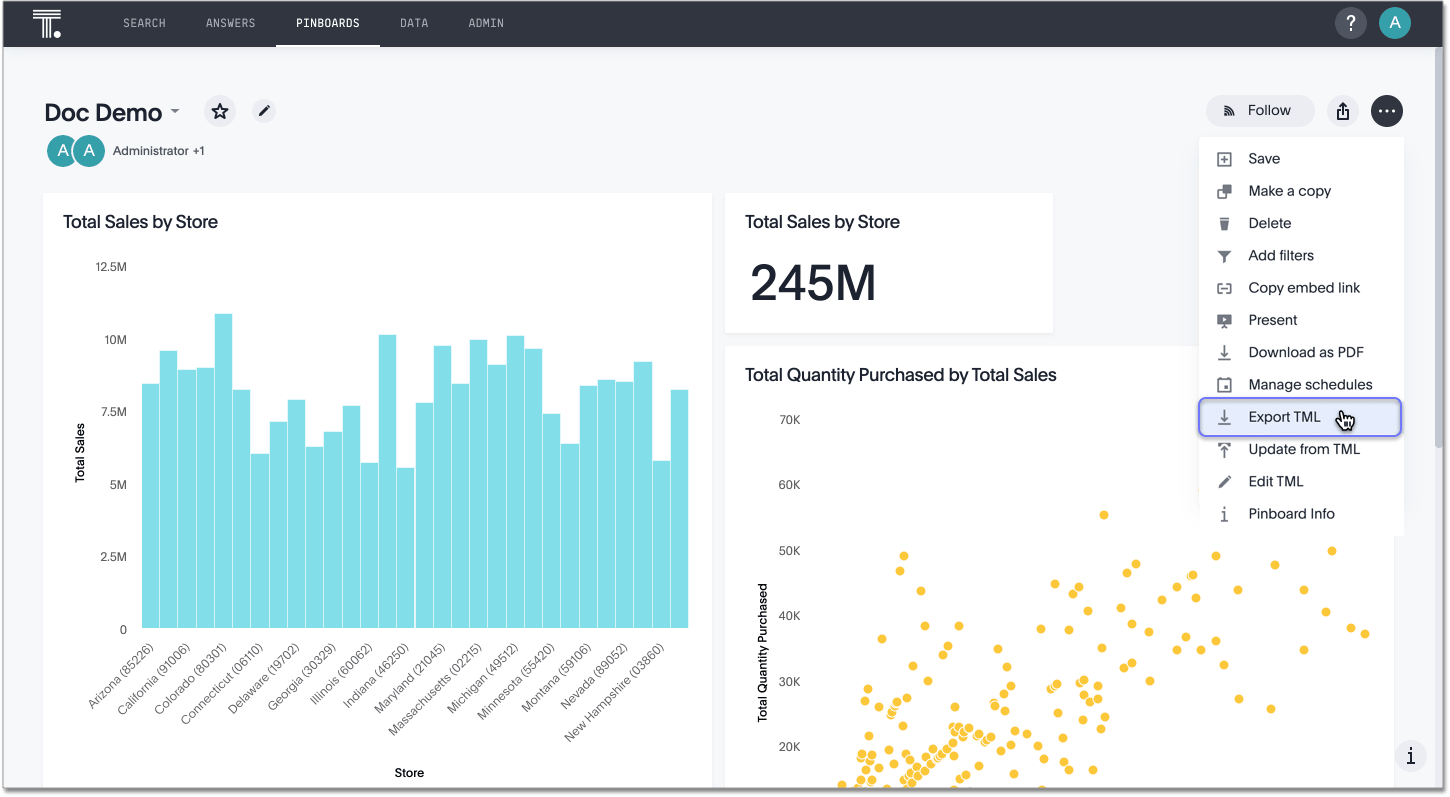 T.
SEARCH
ANSWERS
PINBOARDS
DATA
ADMIN
?
A
Doc Demo
Follow
A
A
Administrator +1
Save
Make a copy
Delete
Add filters
Copy embed link
Present
Download as PDF
Manage schedules
Export TML
Update from TML
Edit TML
Pinboard Info
Total Sales by Store
12.5M
10M
7.5M
5M
2.5M
0
Total Sales
Arizona (85226)
California (91006)
Colorado (80301)
Connecticut (06110)
Delaware (19702)
Georgia (30329)
Illinois (60062)
Indiana (46250)
Maryland (21045)
Massachusetts (02215)
Michigan (49512)
Minnesota (55420)
Montana (59106)
Nevada (89052)
New Hampshire (03860)
Store
Total Sales by Store
245M
Total Quantity Purchased by Total Sales
70K
60K
50K
40K
30K
20K
Total Quantity Purchased
i